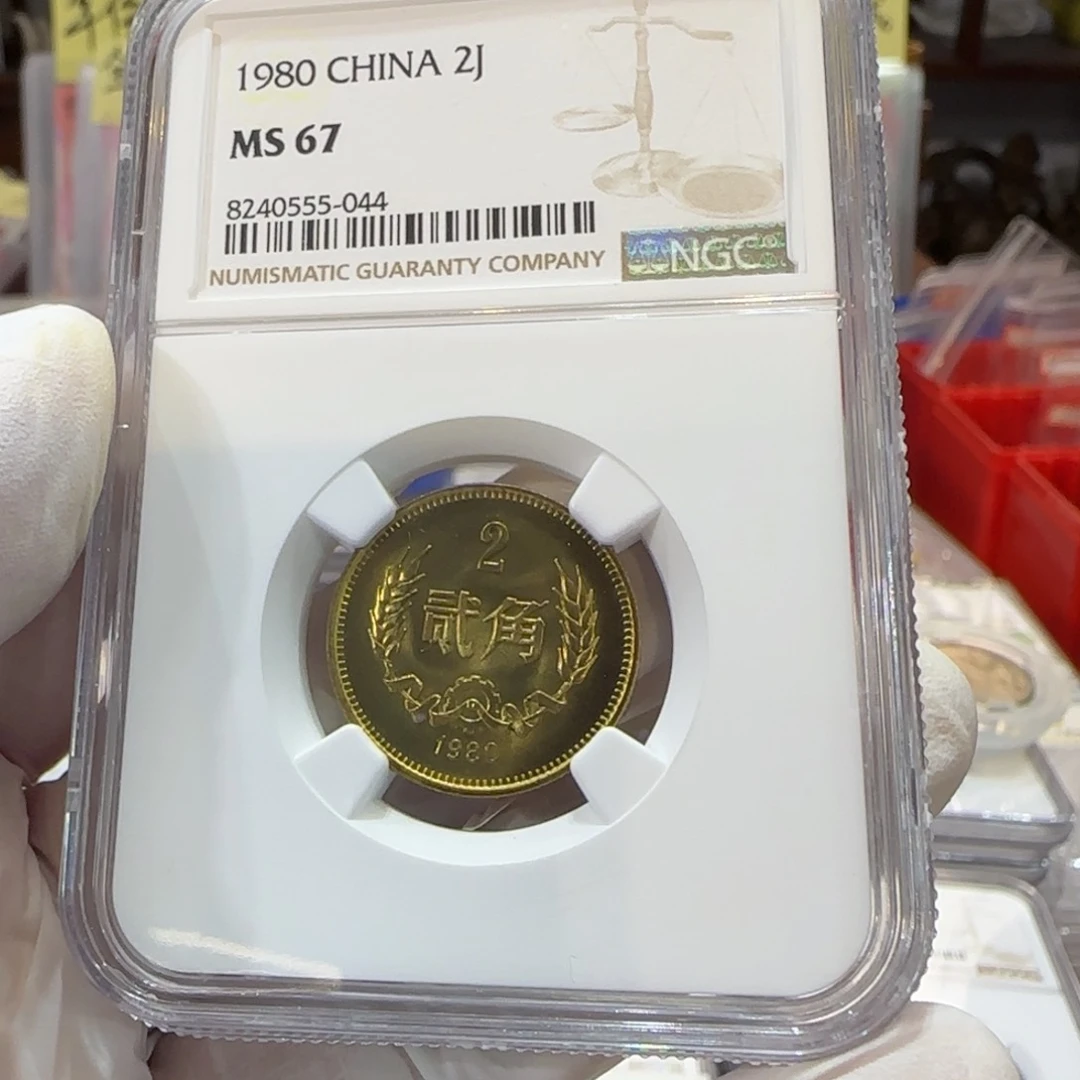 1980 CHINA 2J
MS 67
8240555-044
NUMISMATIC GUARANTY COMPANY
NGC
2
贰角
1980